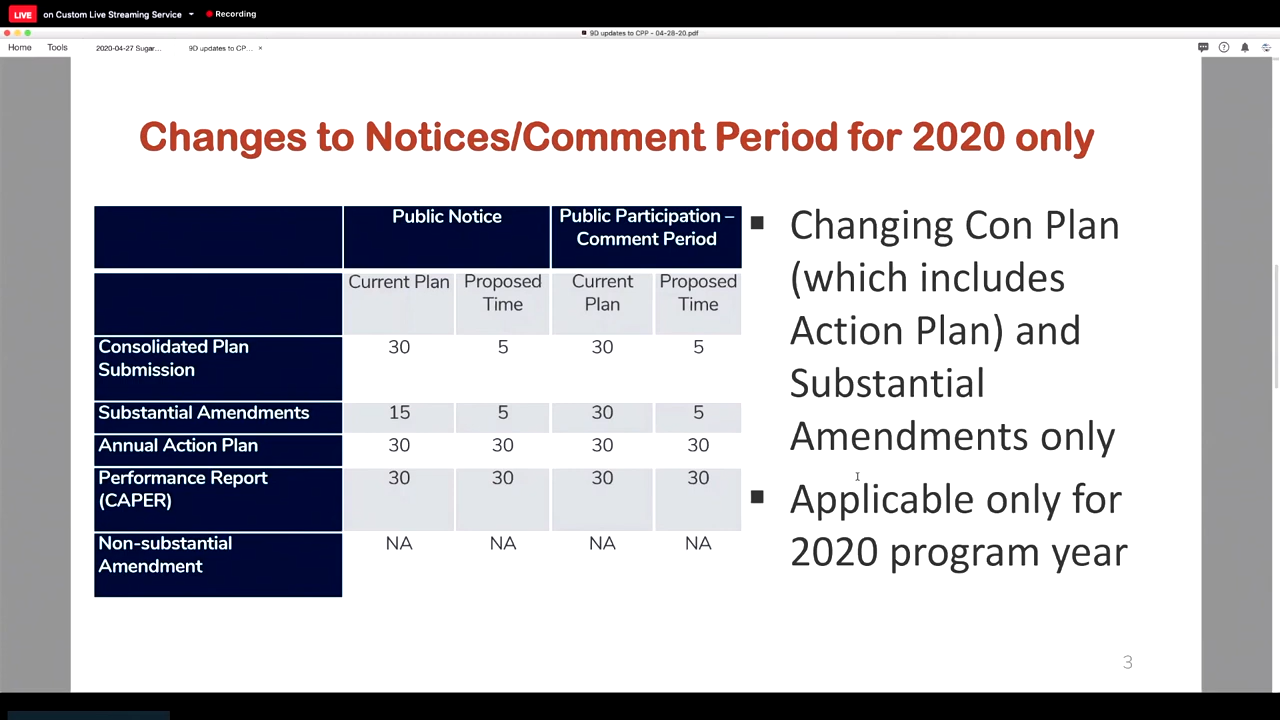 LIVE on Custom Live Streaming Service Recording
9D updates to CPP - 04-28-20.pdf
Home Tools 2020-04-27 Sugar... 9D updates to CP... ×
Changes to Notices/Comment Period for 2020 only
Public Notice Public Participation –
Comment Period
Current Plan Proposed Time Current Plan Proposed Time
Consolidated Plan Submission 30 5 30 5
Substantial Amendments 15 5 30 5
Annual Action Plan 30 30 30 30
Performance Report (CAPER) 30 30 30 30
Non-substantial Amendment NA NA NA NA
▪ Changing Con Plan
(which includes
Action Plan) and
Substantial
Amendments only
▪ Applicable only for
2020 program year
3